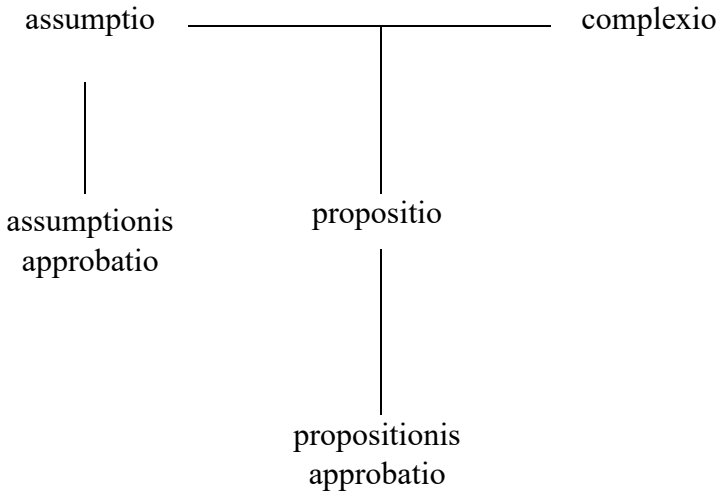 assumptio
complexio
assumptionis
approbatio
propositio
propositionis
approbatio